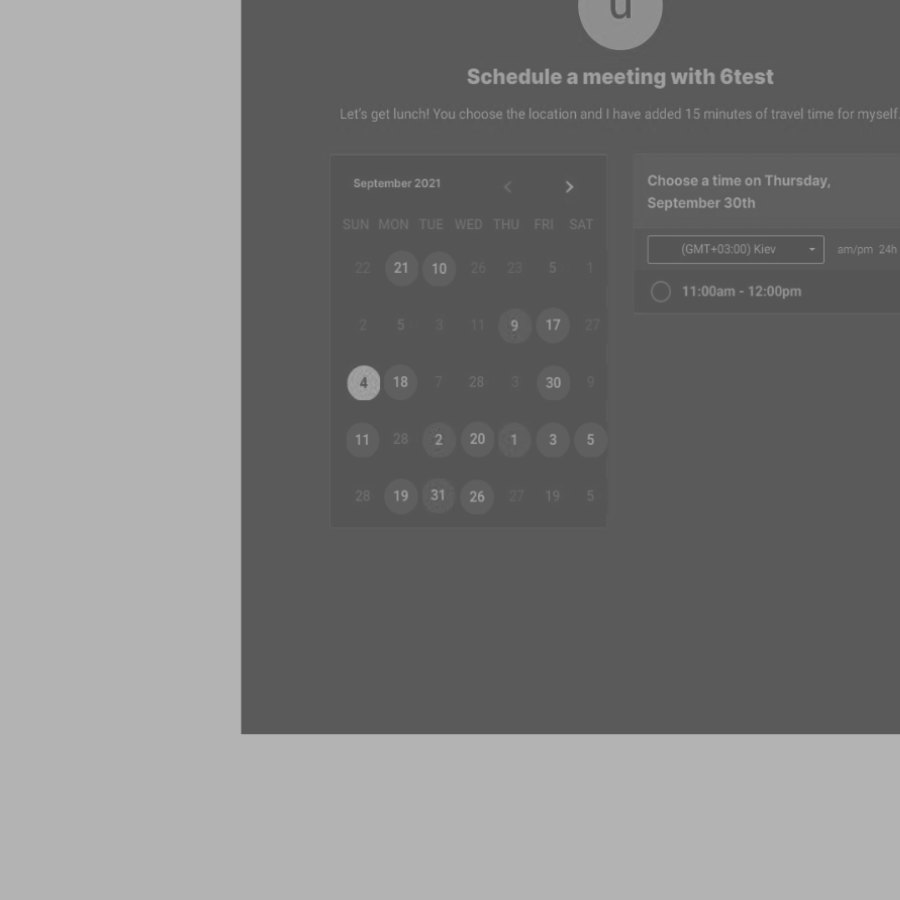 u
Schedule a meeting with 6test
Let's get lunch! You choose the location and I have added 15 minutes of travel time for myself.
September 2021
SUN MON TUE WED THU FRI SAT
22 21 10 26 23 5 1
2 5 3 11 9 17 27
4 18 7 28 3 30 9
11 28 2 20 1 3 5
28 19 31 26 27 19 5
Choose a time on Thursday,
September 30th
(GMT+03:00) Kiev am/pm 24h
11:00am - 12:00pm